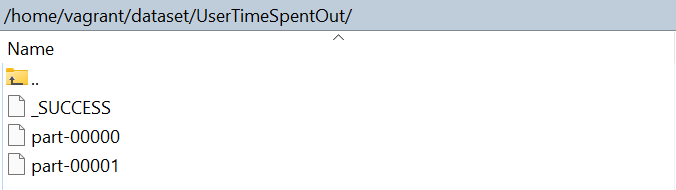 /home/vagrant/dataset/UserTimeSpentOut/
Name
..
_SUCCESS
part-00000
part-00001